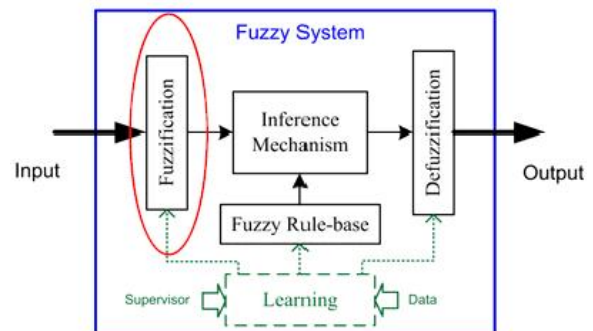 Fuzzy System
Input
Fuzzification
Inference
Mechanism
Defuzzification
Output
Fuzzy Rule-base
Supervisor
Learning
Data